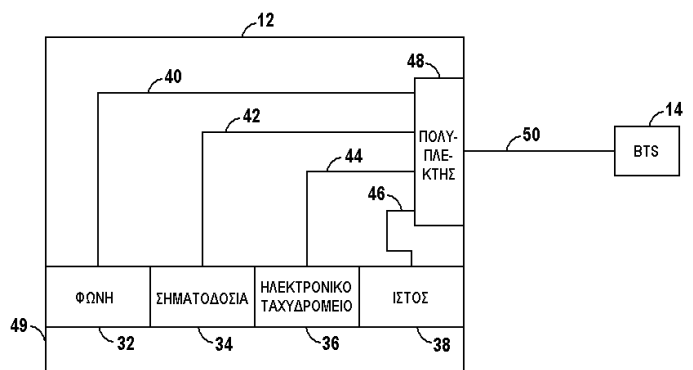 12
48
40
14
42
50
ΠΟΛΥ-
ΠΛΕ-
ΚΤΗΣ
BTS
44
46
ΦΩΝΗ
ΣΗΜΑΤΟΔΟΣΙΑ
ΗΛΕΚΤΡΟΝΙΚΟ
ΤΑΧΥΔΡΟΜΕΙΟ
ΙΣΤΟΣ
49
32
34
36
38